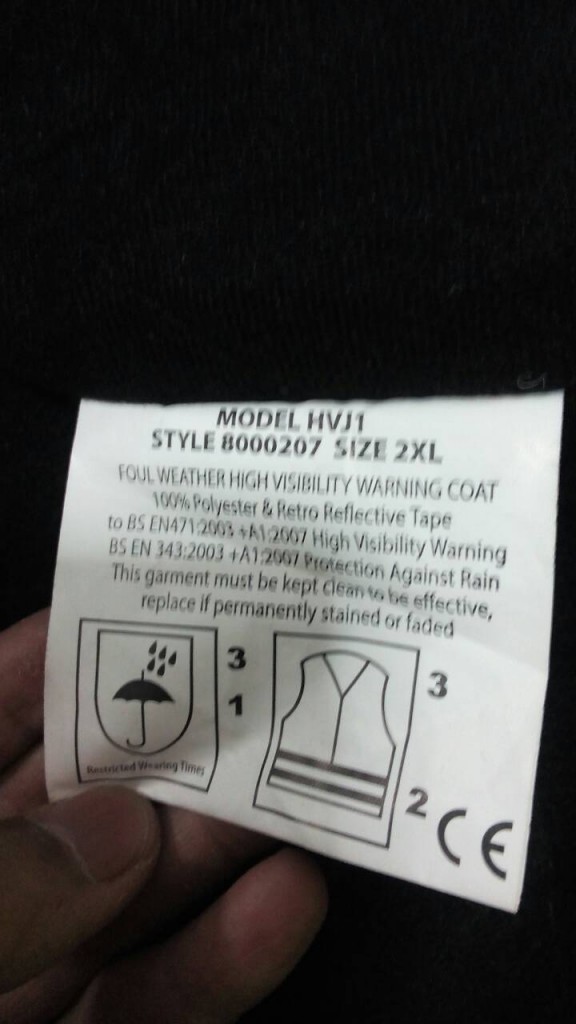 MODEL HVJ1
STYLE 8000207 SIZE 2XL
FOUL WEATHER HIGH VISIBILITY WARNING COAT
100% Polyester & Retro Reflective Tape
to BS EN471:2003 +A1:2007 High Visibility Warning
BS EN 343:2003 +A1:2007 Protection Against Rain
This garment must be kept clean to be effective,
replace if permanently stained or faded
3
1
Restricted Wearing Times
3
2
CE